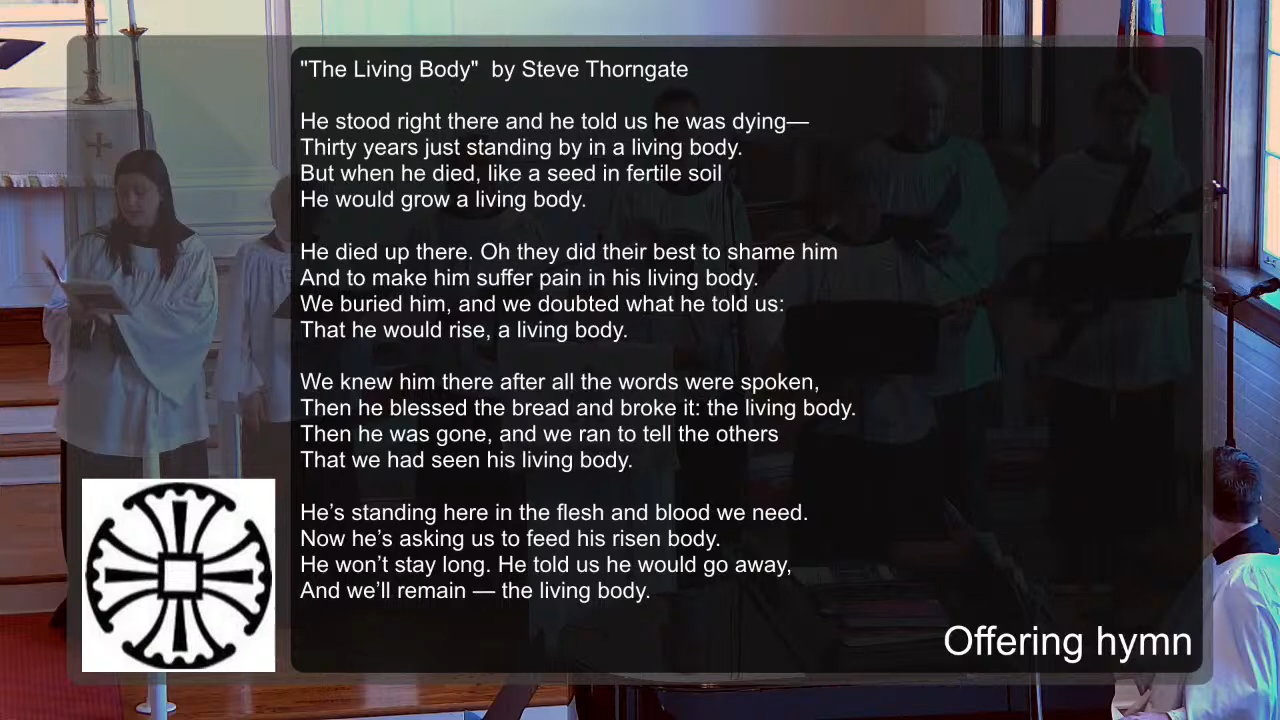 "The Living Body"  by Steve Thorngate
He stood right there and he told us he was dying—
Thirty years just standing by in a living body.
But when he died, like a seed in fertile soil
He would grow a living body.
He died up there. Oh they did their best to shame him
And to make him suffer pain in his living body.
We buried him, and we doubted what he told us:
That he would rise, a living body.
We knew him there after all the words were spoken,
Then he blessed the bread and broke it: the living body.
Then he was gone, and we ran to tell the others
That we had seen his living body.
He’s standing here in the flesh and blood we need.
Now he’s asking us to feed his risen body.
He won’t stay long. He told us he would go away,
And we’ll remain — the living body.
Offering hymn